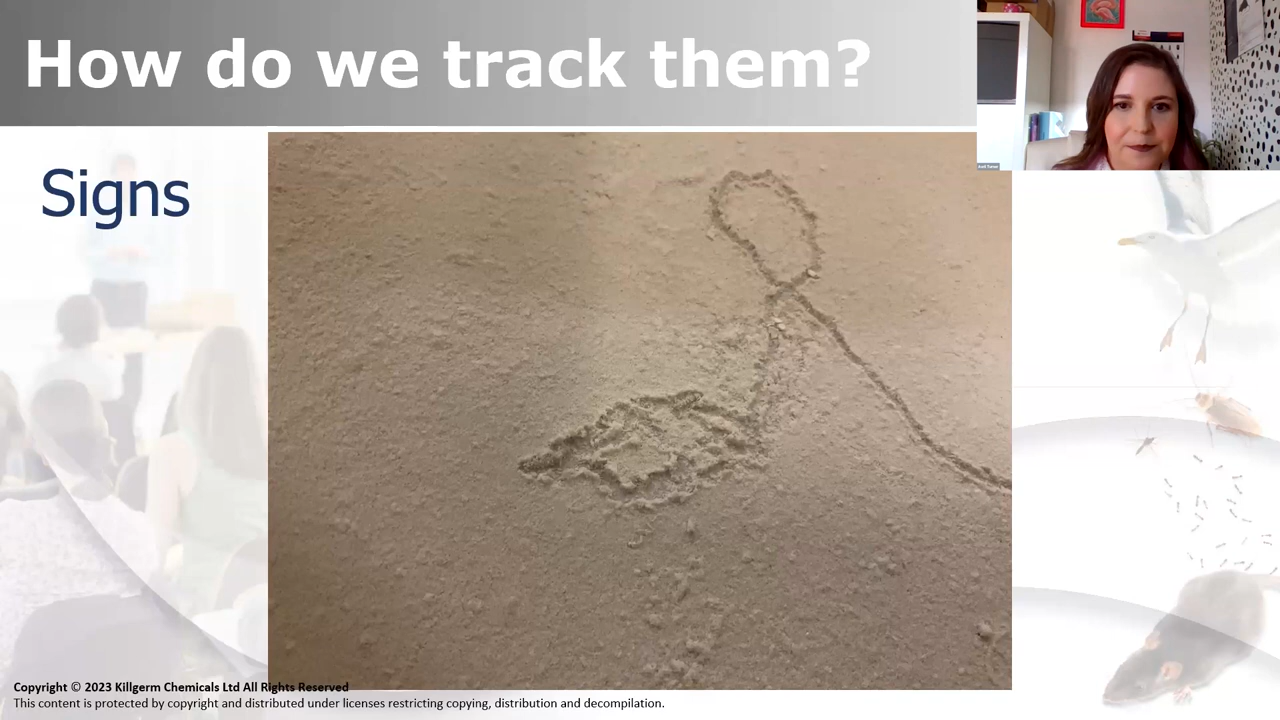 How do we track them?
Signs
Copyright © 2023 Killgerm Chemicals Ltd All Rights Reserved
This content is protected by copyright and distributed under licenses restricting copying, distribution and decompilation.